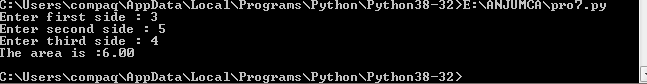 C:\Users\compaq\AppData\Local\Programs\Python\Python38-32>E:\ANJUMCA\pro7.py
Enter first side : 3
Enter second side : 5
Enter third side : 4
The area is :6.00
C:\Users\compaq\AppData\Local\Programs\Python\Python38-32>